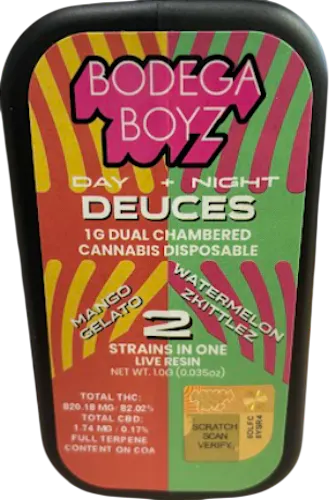 BODEGA
BOYZ
DAY + NIGHT
DEUCES
1G DUAL CHAMBERED
CANNABIS DISPOSABLE
MANGO
GELATO
WATERMELON
ZKITTLEZ
2
STRAINS IN ONE
LIVE RESIN
NET WT. 1.0G (0.035oz)
TOTAL THC:
820.18 MG- 82.02%
TOTAL CBD:
1.74 MG / 0.17%
FULL TERPENE
CONTENT ON COA
SCRATCH
SCAN
VERIFY